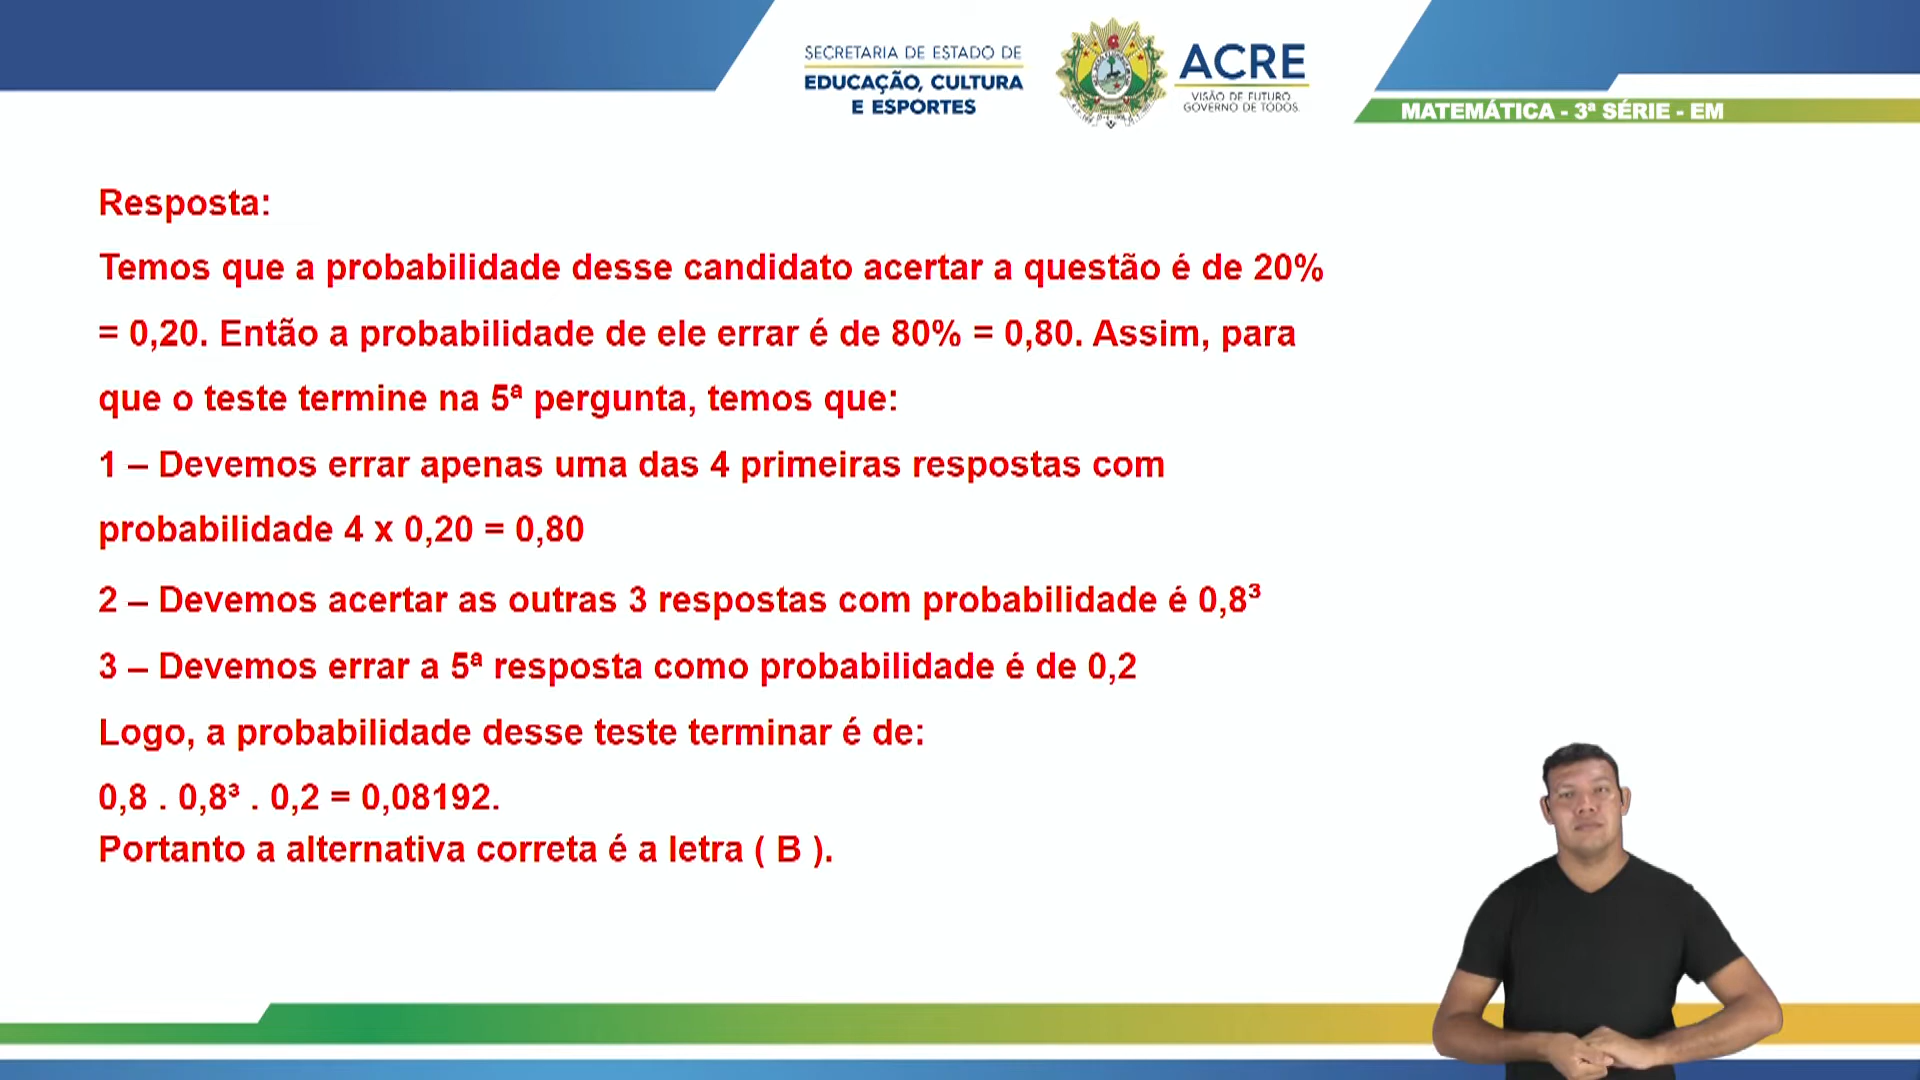 SECRETARIA DE ESTADO DE
EDUCAÇÃO, CULTURA
E ESPORTES
ACRE
VISÃO DE FUTURO
GOVERNO DE TODOS.
MATEMÁTICA - 3ª SÉRIE - EM
Resposta:
Temos que a probabilidade desse candidato acertar a questão é de 20%
= 0,20. Então a probabilidade de ele errar é de 80% = 0,80. Assim, para
que o teste termine na 5ª pergunta, temos que:
1 – Devemos errar apenas uma das 4 primeiras respostas com
probabilidade 4 x 0,20 = 0,80
2 – Devemos acertar as outras 3 respostas com probabilidade é 0,8³
3 – Devemos errar a 5ª resposta como probabilidade é de 0,2
Logo, a probabilidade desse teste terminar é de:
0,8 . 0,8³ . 0,2 = 0,08192.
Portanto a alternativa correta é a letra ( B ).